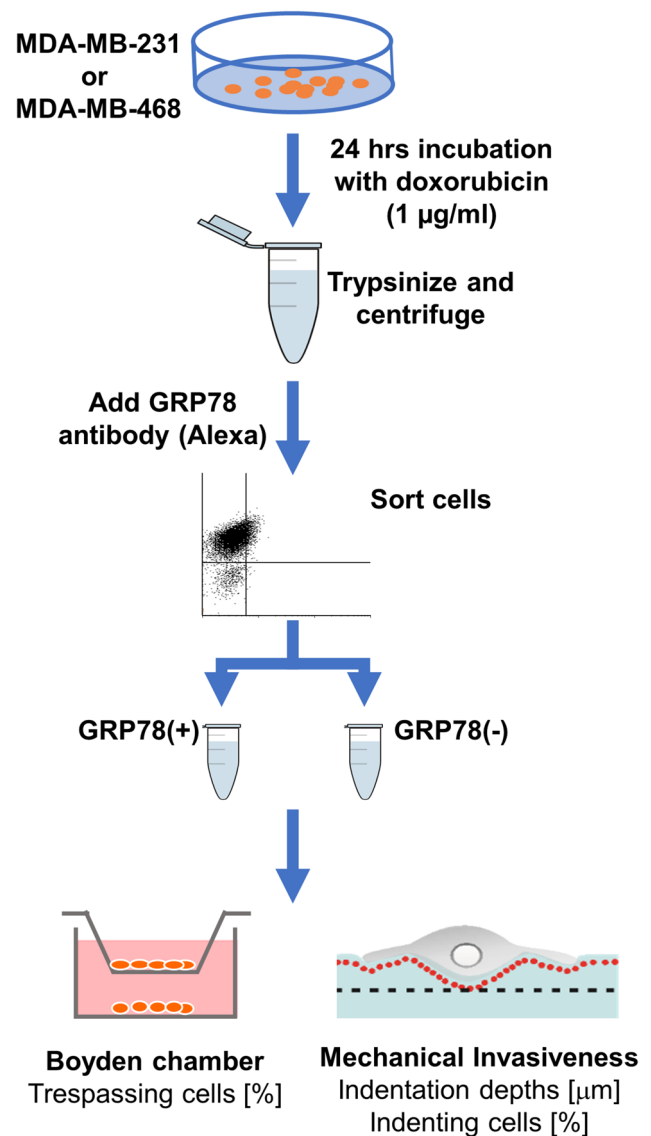 MDA-MB-231
or
MDA-MB-468
24 hrs incubation
with doxorubicin
(1 µg/ml)
Trypsinize and
centrifuge
Add GRP78
antibody (Alexa)
Sort cells
GRP78(+)
GRP78(-)
Boyden chamber
Trespassing cells [%]
Mechanical Invasiveness
Indentation depths [μm]
Indenting cells [%]